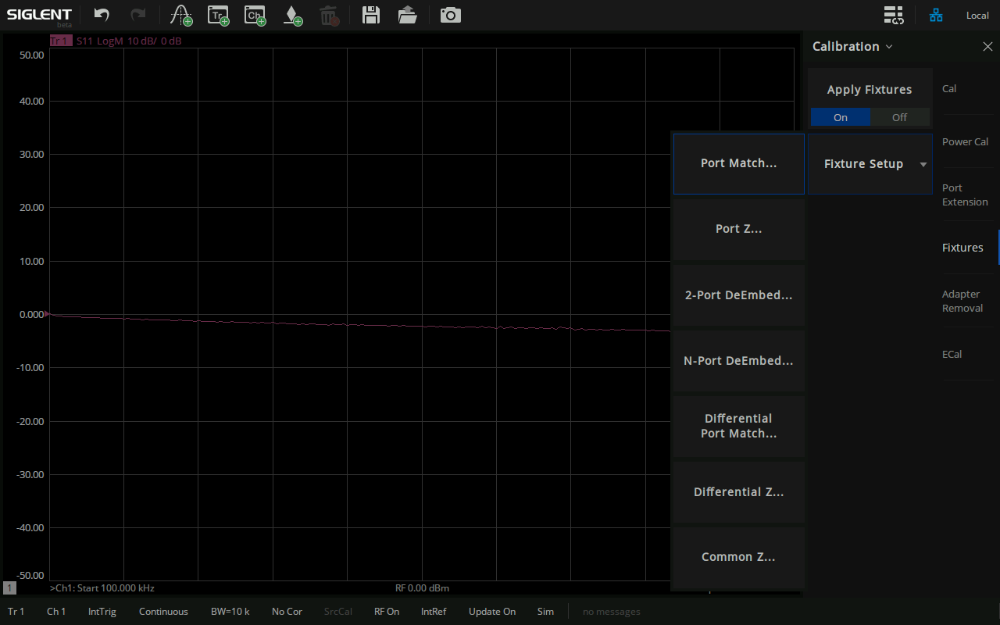 SIGLENT
beta
Tr
Ch
Local
Tr 1 S11 LogM 10 dB/ 0 dB
50.00
40.00
30.00
20.00
10.00
0.000
-10.00
-20.00
-30.00
-40.00
-50.00
1
>Ch1: Start 100.000 kHz
RF 0.00 dBm
Port Match...
Port Z...
2-Port DeEmbed...
N-Port DeEmbed...
Differential
Port Match...
Differential Z...
Common Z...
Calibration
Apply Fixtures
On Off
Fixture Setup
Cal
Power Cal
Port
Extension
Fixtures
Adapter
Removal
ECal
Tr 1 Ch 1 IntTrig Continuous BW=10 k No Cor SrcCal RF On IntRef Update On Sim no messages